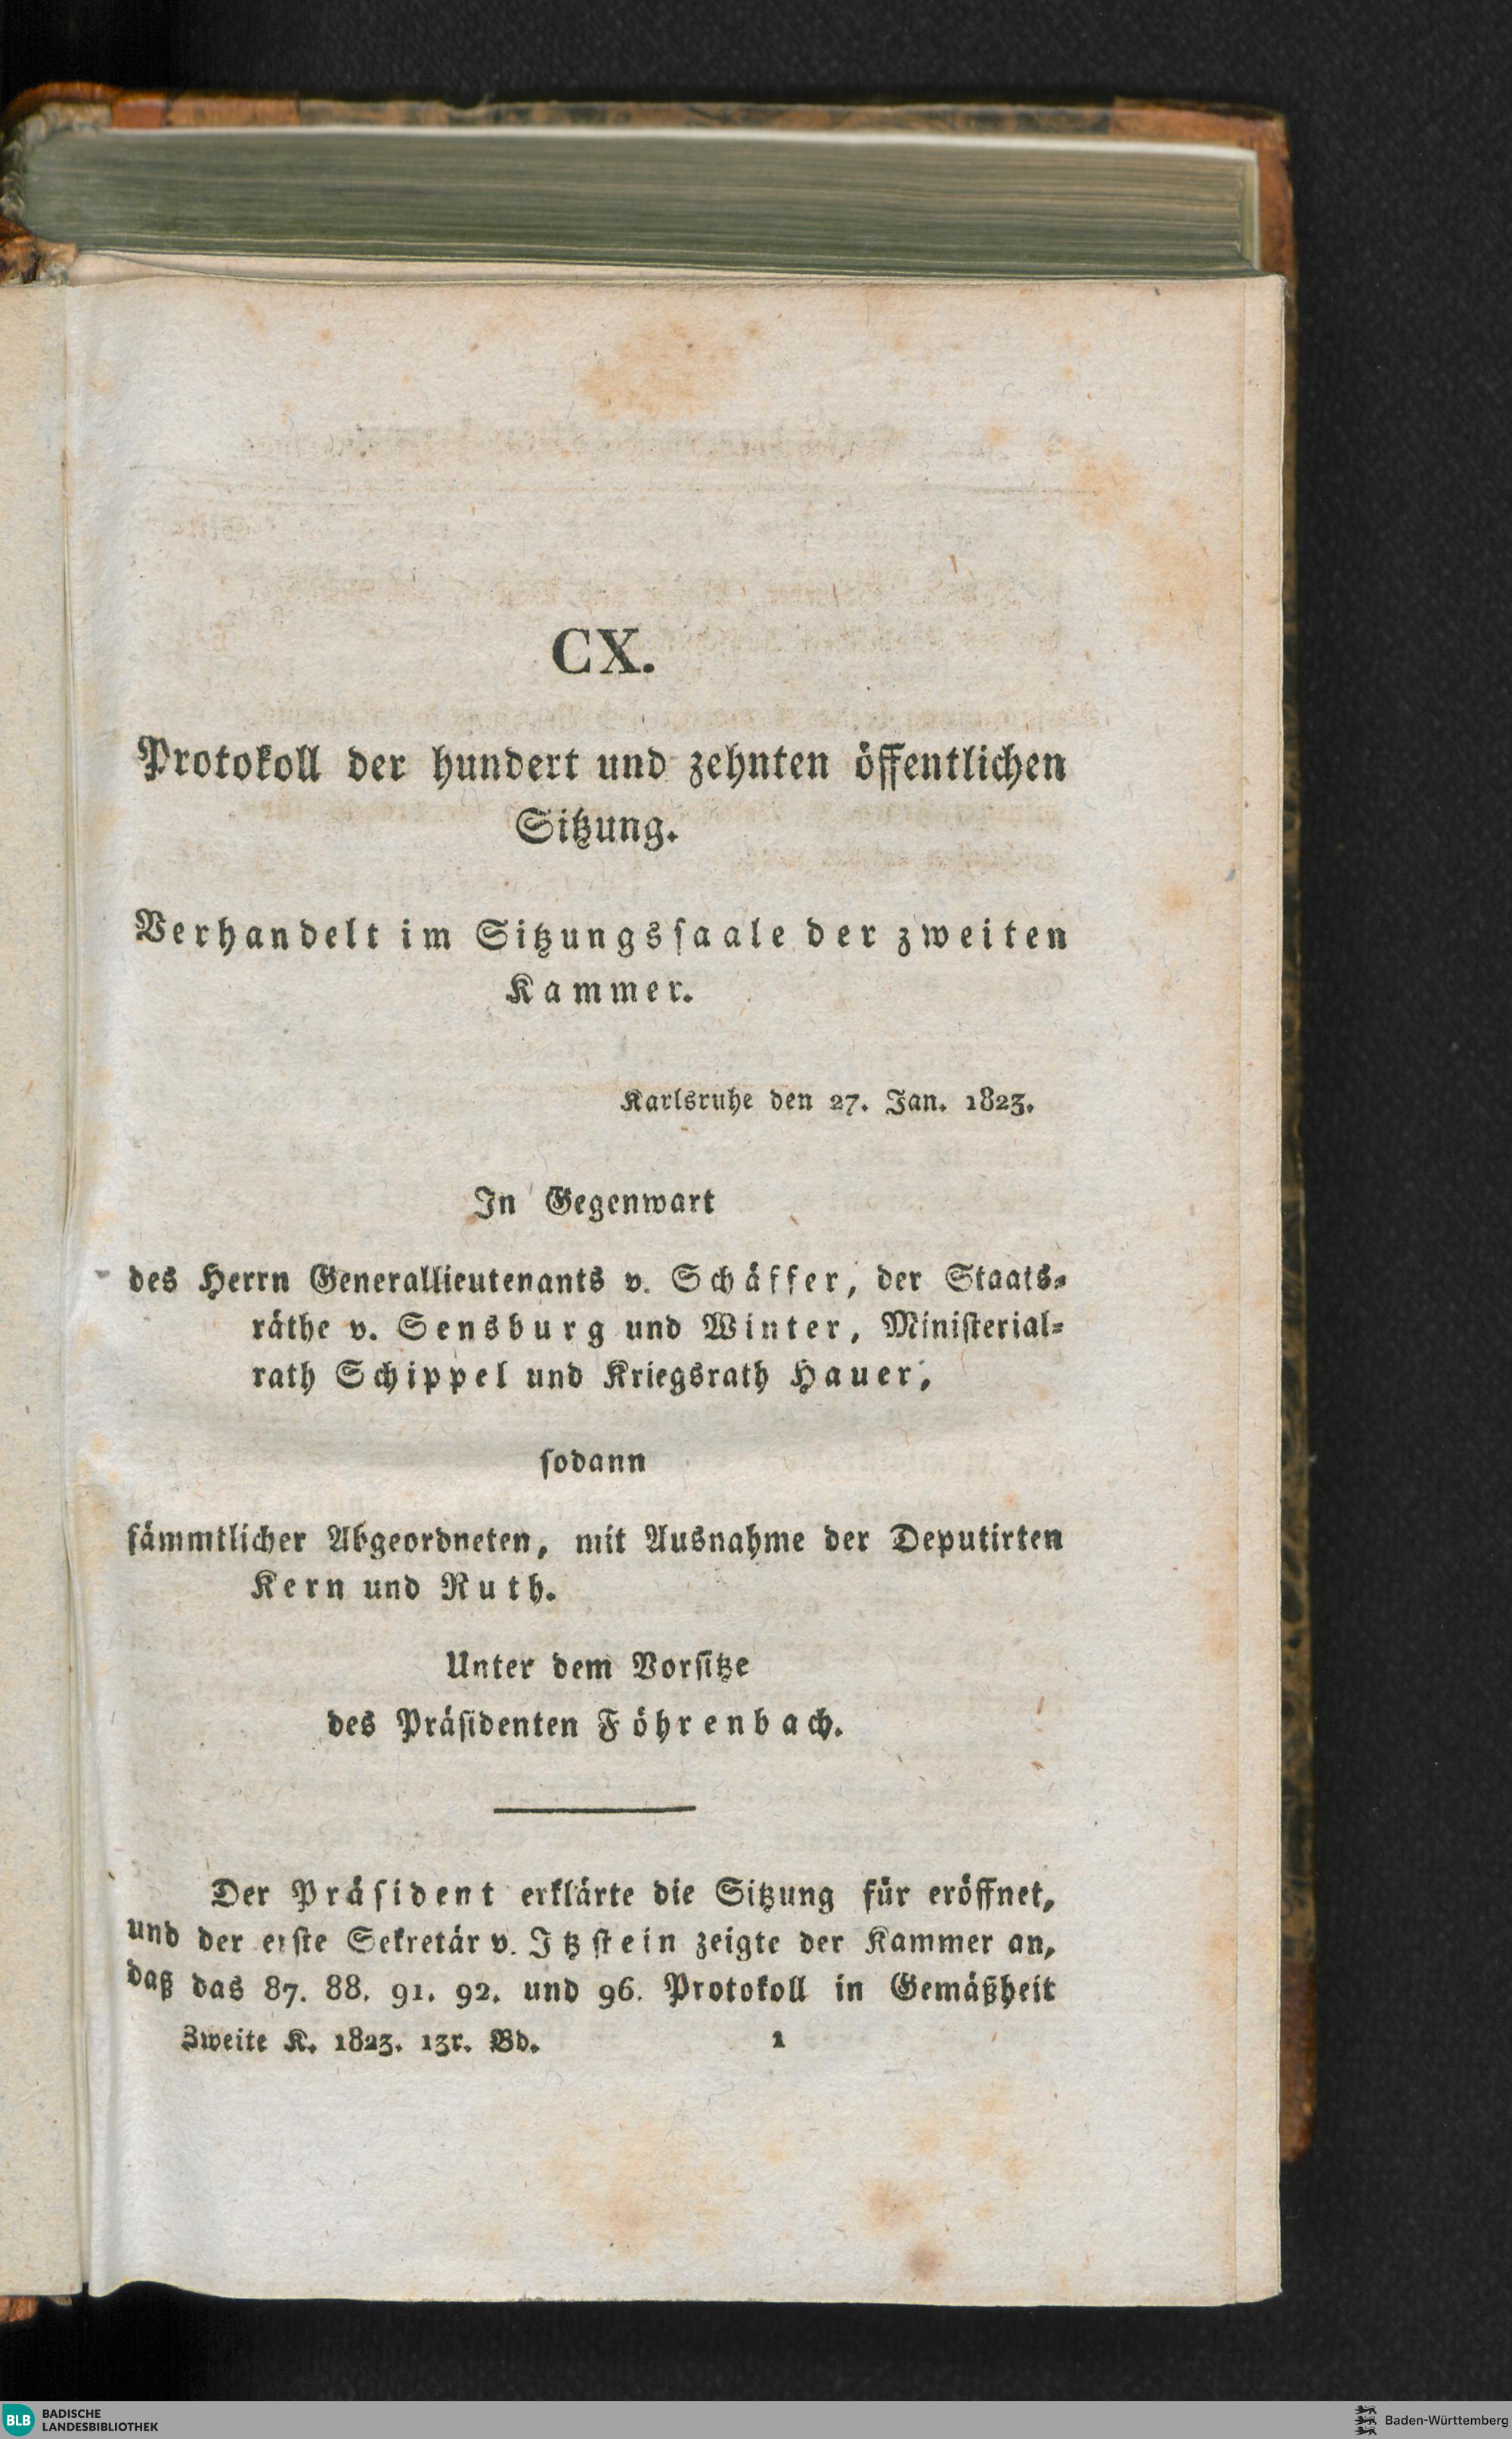 CX.
Protokoll der hundert und zehnten öffentlichen
Sitzung.
Verhandelt im Sitzungssaale der zweiten
Kammer.
Karlsruhe den 27. Jan. 1823.
In Gegenwart
des Herrn Generallieutenants v. Schäffer, der Staats-
räthe v. Sensburg und Winter, Ministerial-
rath Schippel und Kriegsrath Hauer,
sodann
sämmtlicher Abgeordneten, mit Ausnahme der Deputirten
Kern und Ruth.
Unter dem Vorsitze
des Präsidenten Föhrenbach.
Der Präsident erklärte die Sitzung für eröffnet,
und der erste Sekretär v. Itzstein zeigte der Kammer an,
daß das 87. 88. 91. 92. und 96. Protokoll in Gemäßheit
Zweite K. 1823. 13r. Bd. 1
BLB BADISCHE
LANDESBIBLIOTHEK
Baden-Württemberg